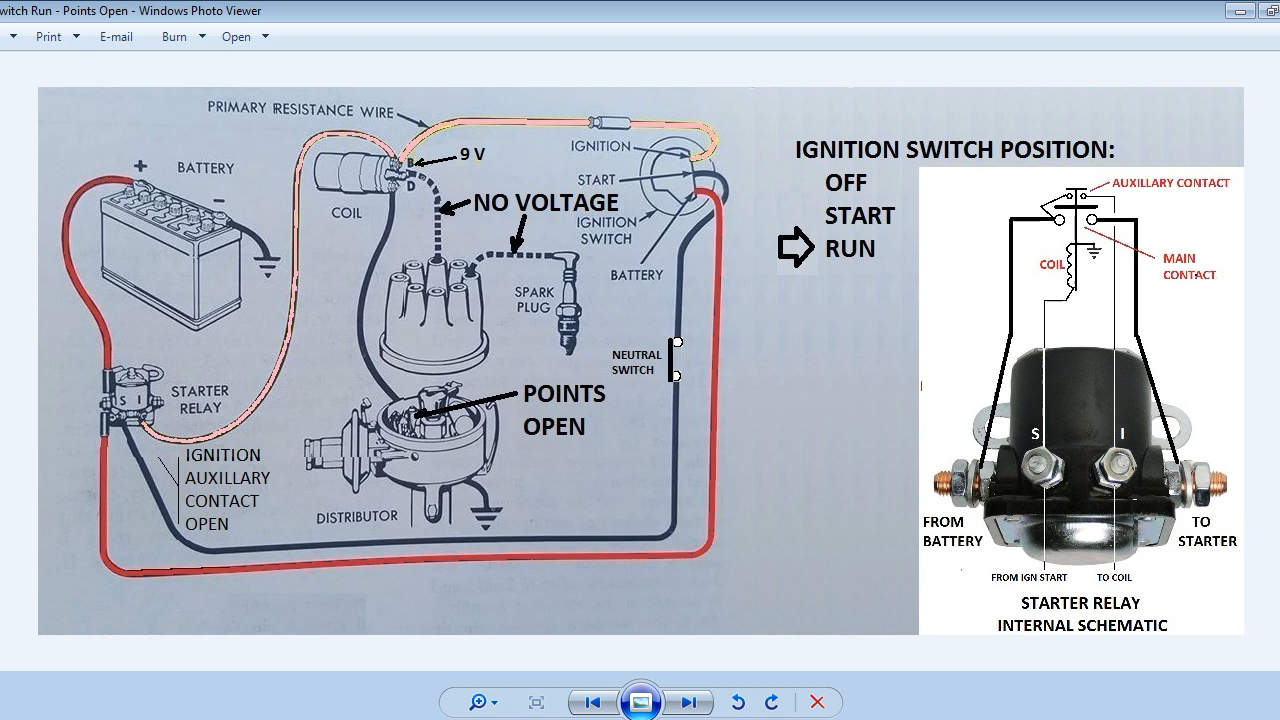 witch Run - Points Open - Windows Photo Viewer
Print E-mail Burn Open
PRIMARY RESISTANCE WIRE
9 V
B
D
+
BATTERY
-
COIL
NO VOLTAGE
IGNITION
START
IGNITION
SWITCH
BATTERY
SPARK
PLUG
NEUTRAL
SWITCH
STARTER
RELAY
S I
POINTS
OPEN
IGNITION
AUXILLARY
CONTACT
OPEN
DISTRIBUTOR
IGNITION SWITCH POSITION:
OFF
START
RUN
AUXILLARY CONTACT
COIL
MAIN
CONTACT
S I
FROM
BATTERY
TO
STARTER
FROM IGN START TO COIL
STARTER RELAY
INTERNAL SCHEMATIC